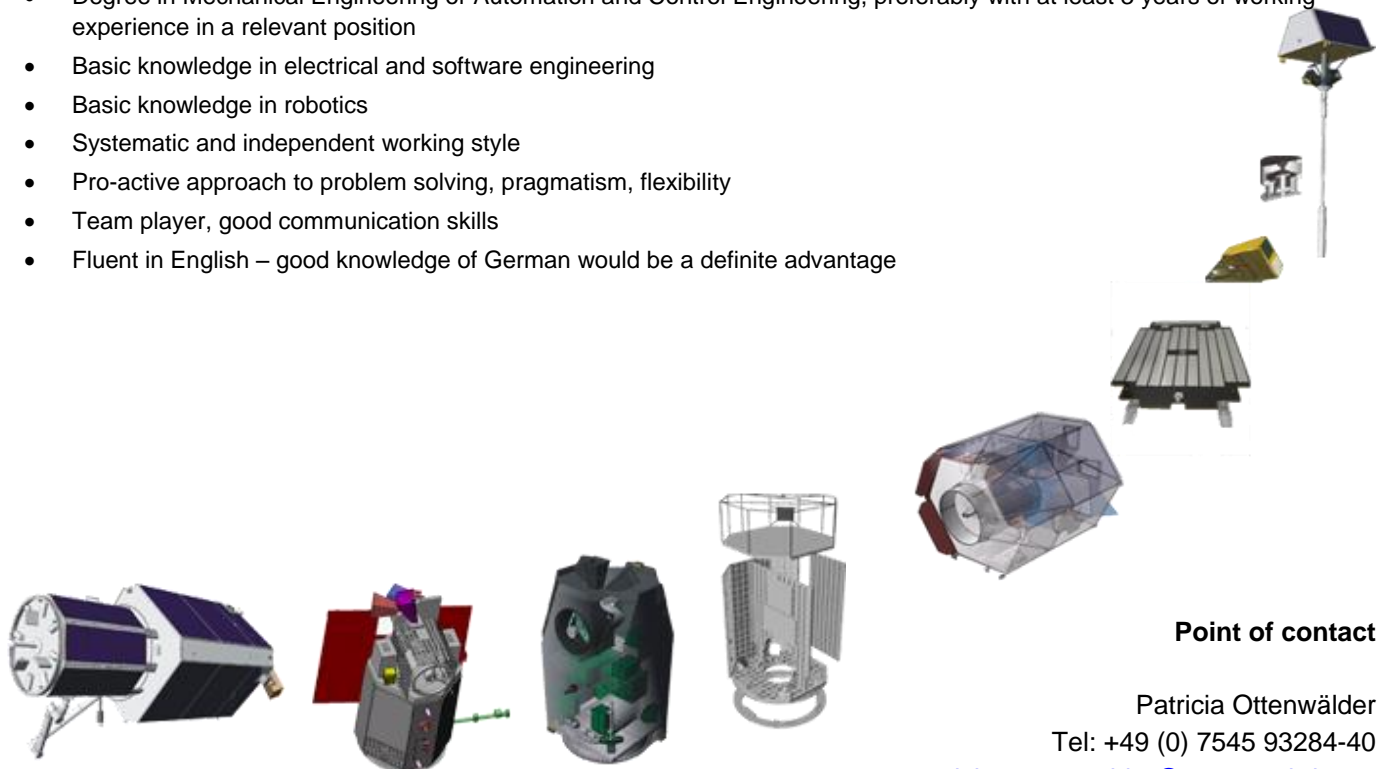 experience in a relevant position
• Basic knowledge in electrical and software engineering
• Basic knowledge in robotics
• Systematic and independent working style
• Pro-active approach to problem solving, pragmatism, flexibility
• Team player, good communication skills
• Fluent in English – good knowledge of German would be a definite advantage
Point of contact
Patricia Ottenwälder
Tel: +49 (0) 7545 93284-40